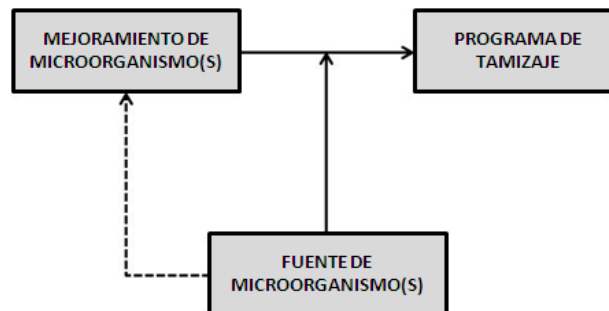 MEJORAMIENTO DE
MICROORGANISMO(S)
PROGRAMA DE
TAMIZAJE
FUENTE DE
MICROORGANISMO(S)